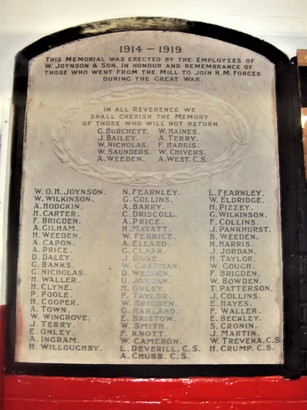 1914 – 1919
THIS MEMORIAL WAS ERECTED BY THE EMPLOYEES OF
W. JOYNSON & SON, IN HONOUR AND REMEMBRANCE OF
THOSE WHO WENT FROM THE MILL TO JOIN H.M. FORCES
DURING THE GREAT WAR.
IN ALL REVERENCE WE
SHALL CHERISH THE MEMORY OF
THOSE WHO WILL NOT RETURN.
G. BURCHETT. W. HAINES.
J. BAILEY. A. TERRY.
W. NICHOLAS. F. HARRIS.
W. SAUNDERS. W. CHIVERS.
A. WEEDEN. A. WEST. C.S.
W. O. H. JOYNSON. N. FEARNLEY. L. FEARNLEY.
W. WILKINSON. G. COLLINS. W. ELDRIDGE.
A. HODGKIN. A. BARRY. H. PIZZEY.
H. CARTER. C. DRISCOLL. G. WILKINSON.
F. BRIGDEN. A. PRICE. F. COLLINS.
A. GILHAM. H. MAYATT. J. PANKHURST.
H. WEEDEN. W. FERRIGE. B. WEEDEN.
A. CAPON. A. ELLARD. H. HARRIS.
A. PRICE. C. CLARK. J. JORDAN.
D. DALEY. J. H. TAYLOR.
G. BANKS. W. W. GOUGH.
G. NICHOLAS. D. WEEDEN. F. BRIGDEN.
H. WALLER. O. JORDAN. W. BOWDEN.
H. CLYNE. H. ONLEY. T. PATTERSON.
P. POOLE. F. TAYLOR. J. COLLINS.
H. COOPER. W. BRIGDEN. E. HAYES.
A. TOWN. G. HARLAND. F. WALLER.
W. WINGROVE. E. BRISTOW. E. BECKLEY.
J. TERRY. W. SMITH. S. CRONIN.
E. ONLEY. F. KNOTT. J. MARTIN.
A. INGRAM. W. CAMERON. W. TREVENA. C.S.
H. WILLOUGHBY. L. DEVERILL. C.S. H. CRUMP. C.S.
A. CHUBB. C.S.